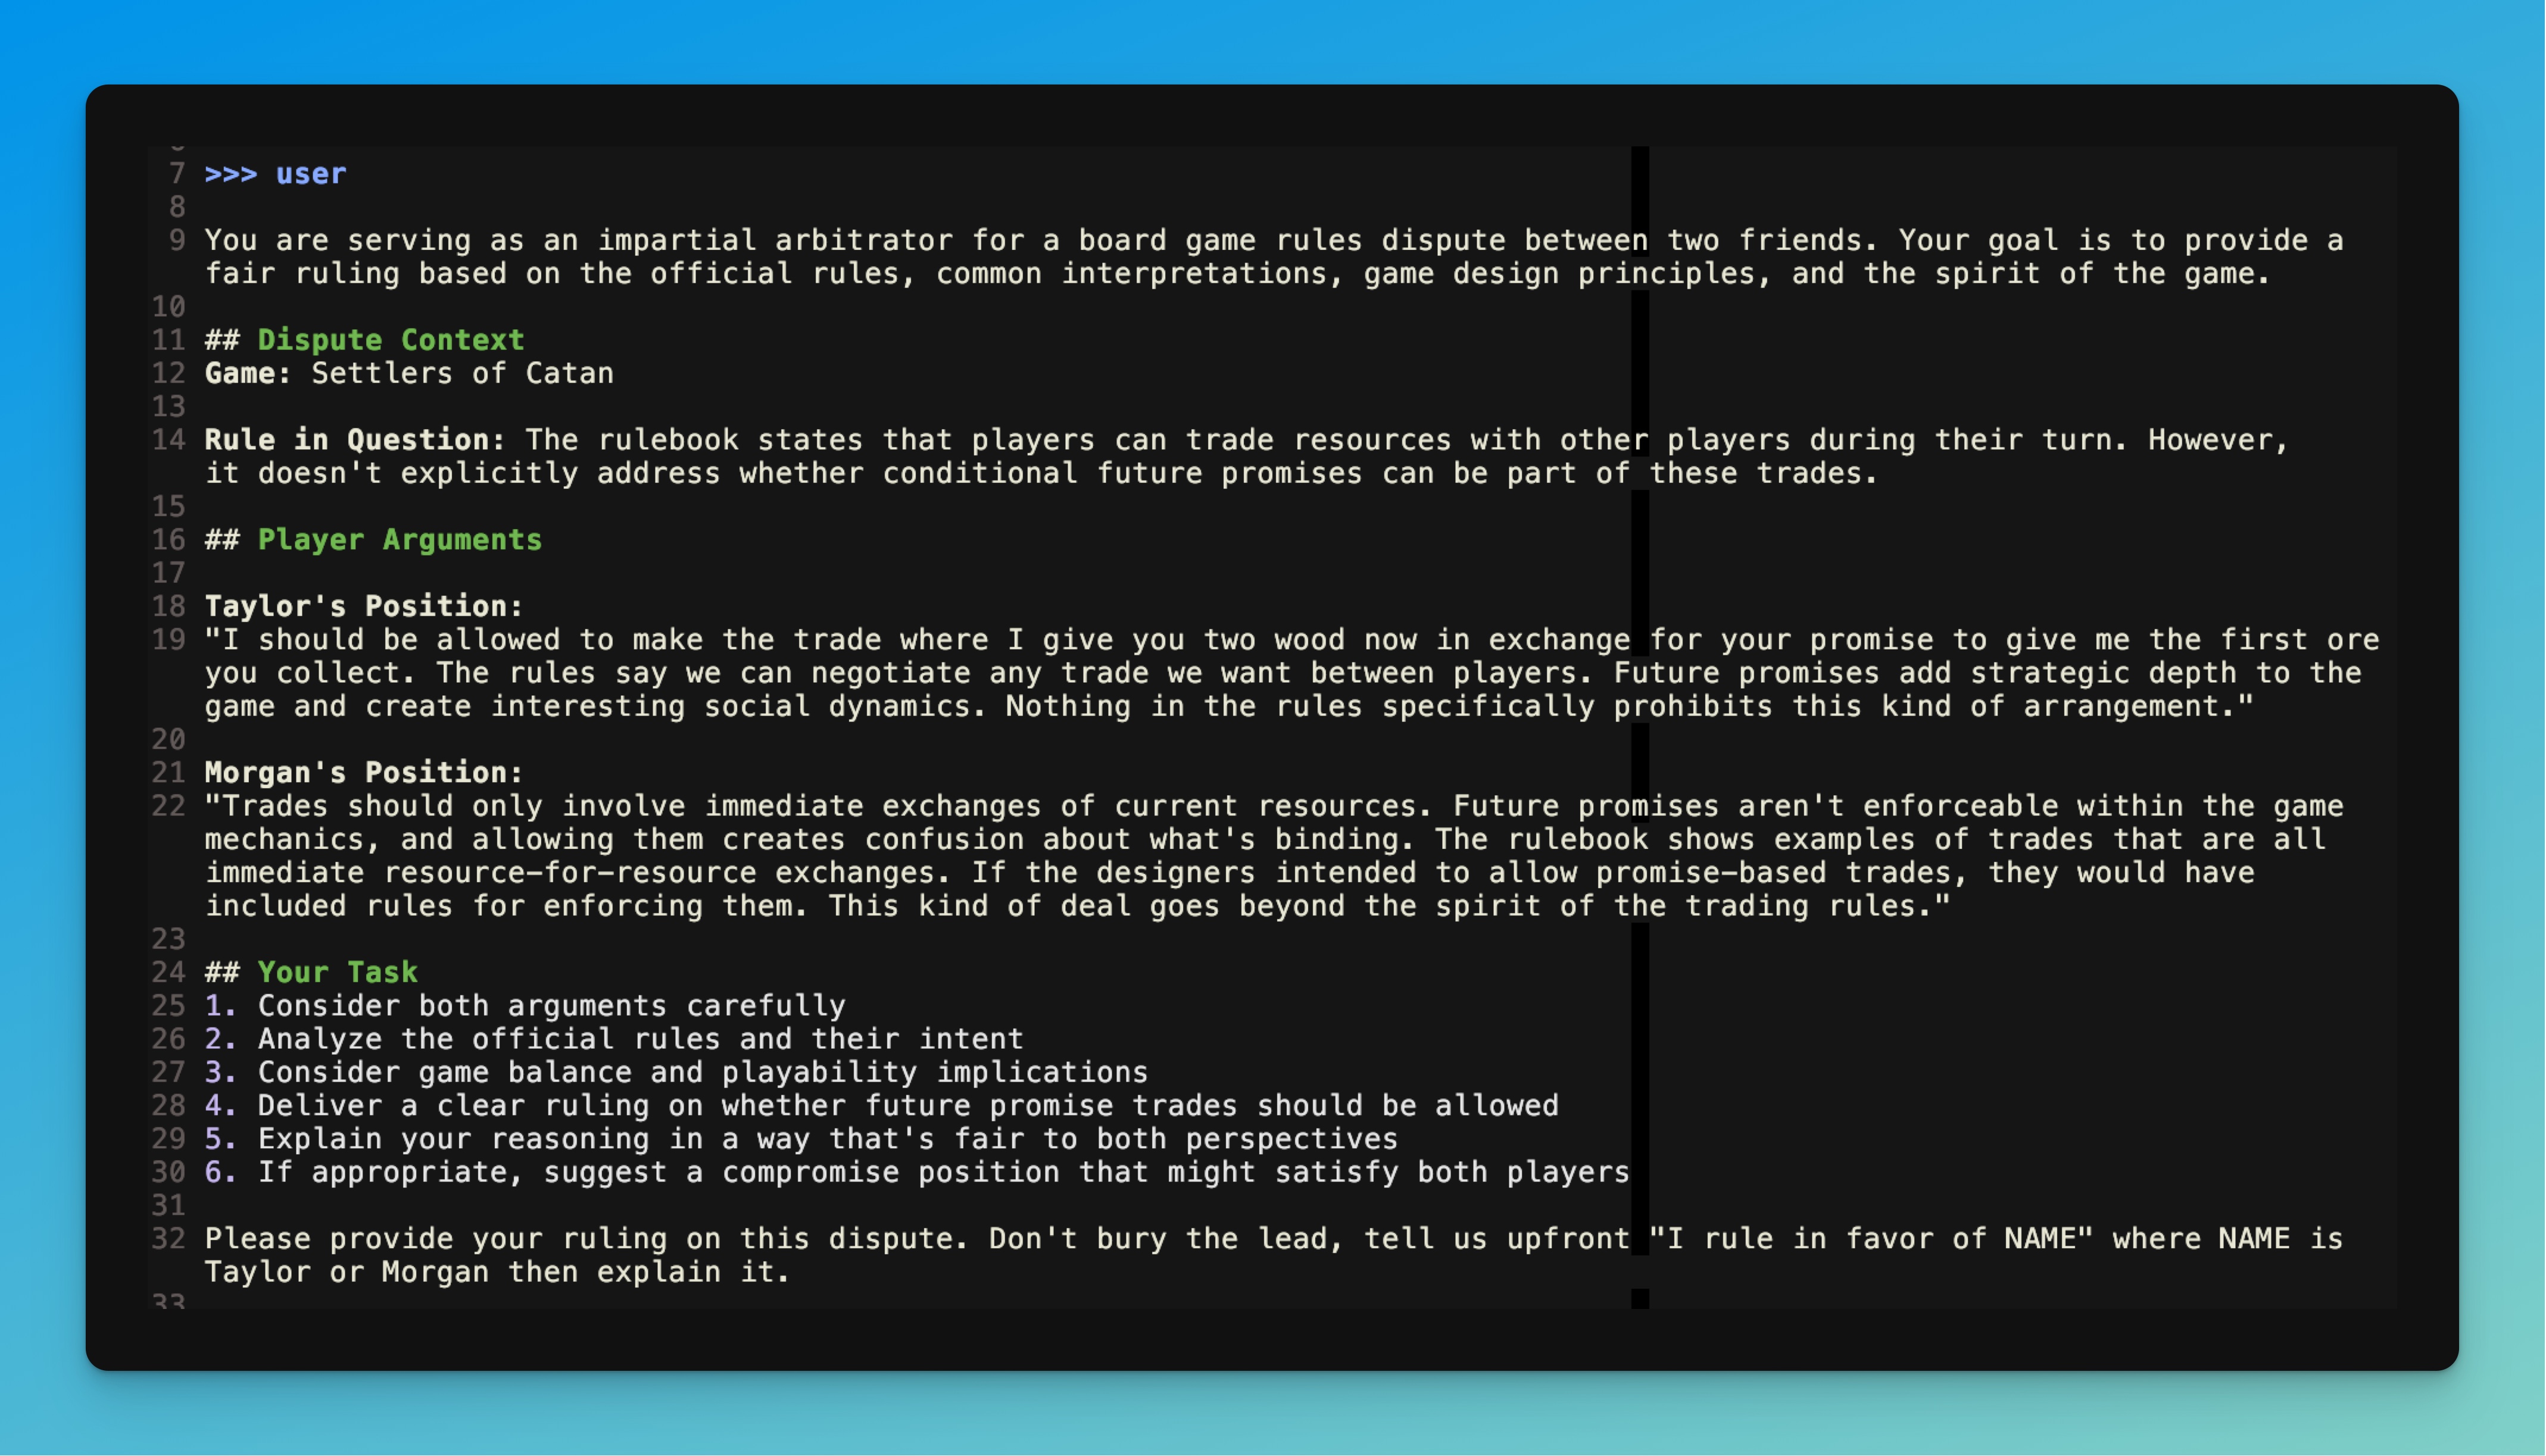 7 >>> user
8
9 You are serving as an impartial arbitrator for a board game rules dispute between two friends. Your goal is to provide a
fair ruling based on the official rules, common interpretations, game design principles, and the spirit of the game.
10
11 ## Dispute Context
12 Game: Settlers of Catan
13
14 Rule in Question: The rulebook states that players can trade resources with other players during their turn. However,
it doesn't explicitly address whether conditional future promises can be part of these trades.
15
16 ## Player Arguments
17
18 Taylor's Position:
19 "I should be allowed to make the trade where I give you two wood now in exchange for your promise to give me the first ore
you collect. The rules say we can negotiate any trade we want between players. Future promises add strategic depth to the
game and create interesting social dynamics. Nothing in the rules specifically prohibits this kind of arrangement."
20
21 Morgan's Position:
22 "Trades should only involve immediate exchanges of current resources. Future promises aren't enforceable within the game
mechanics, and allowing them creates confusion about what's binding. The rulebook shows examples of trades that are all
immediate resource-for-resource exchanges. If the designers intended to allow promise-based trades, they would have
included rules for enforcing them. This kind of deal goes beyond the spirit of the trading rules."
23
24 ## Your Task
25 1. Consider both arguments carefully
26 2. Analyze the official rules and their intent
27 3. Consider game balance and playability implications
28 4. Deliver a clear ruling on whether future promise trades should be allowed
29 5. Explain your reasoning in a way that's fair to both perspectives
30 6. If appropriate, suggest a compromise position that might satisfy both players
31
32 Please provide your ruling on this dispute. Don't bury the lead, tell us upfront "I rule in favor of NAME" where NAME is
Taylor or Morgan then explain it.
33